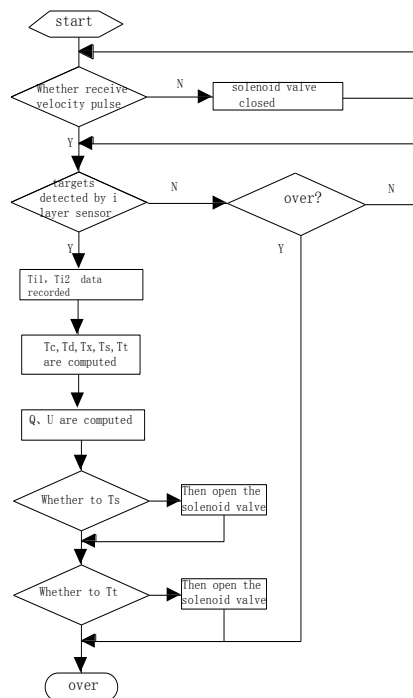 start
Whether receive
velocity pulse
N
solenoid valve
closed
Y
targets
detected by i
layer sensor
N
over?
N
Y
Y
Ti1, Ti2 data
recorded
Tc,Td,Tx,Ts,Tt
are computed
Q、U are computed
Whether to Ts
Then open the
solenoid valve
Whether to Tt
Then open the
solenoid valve
over